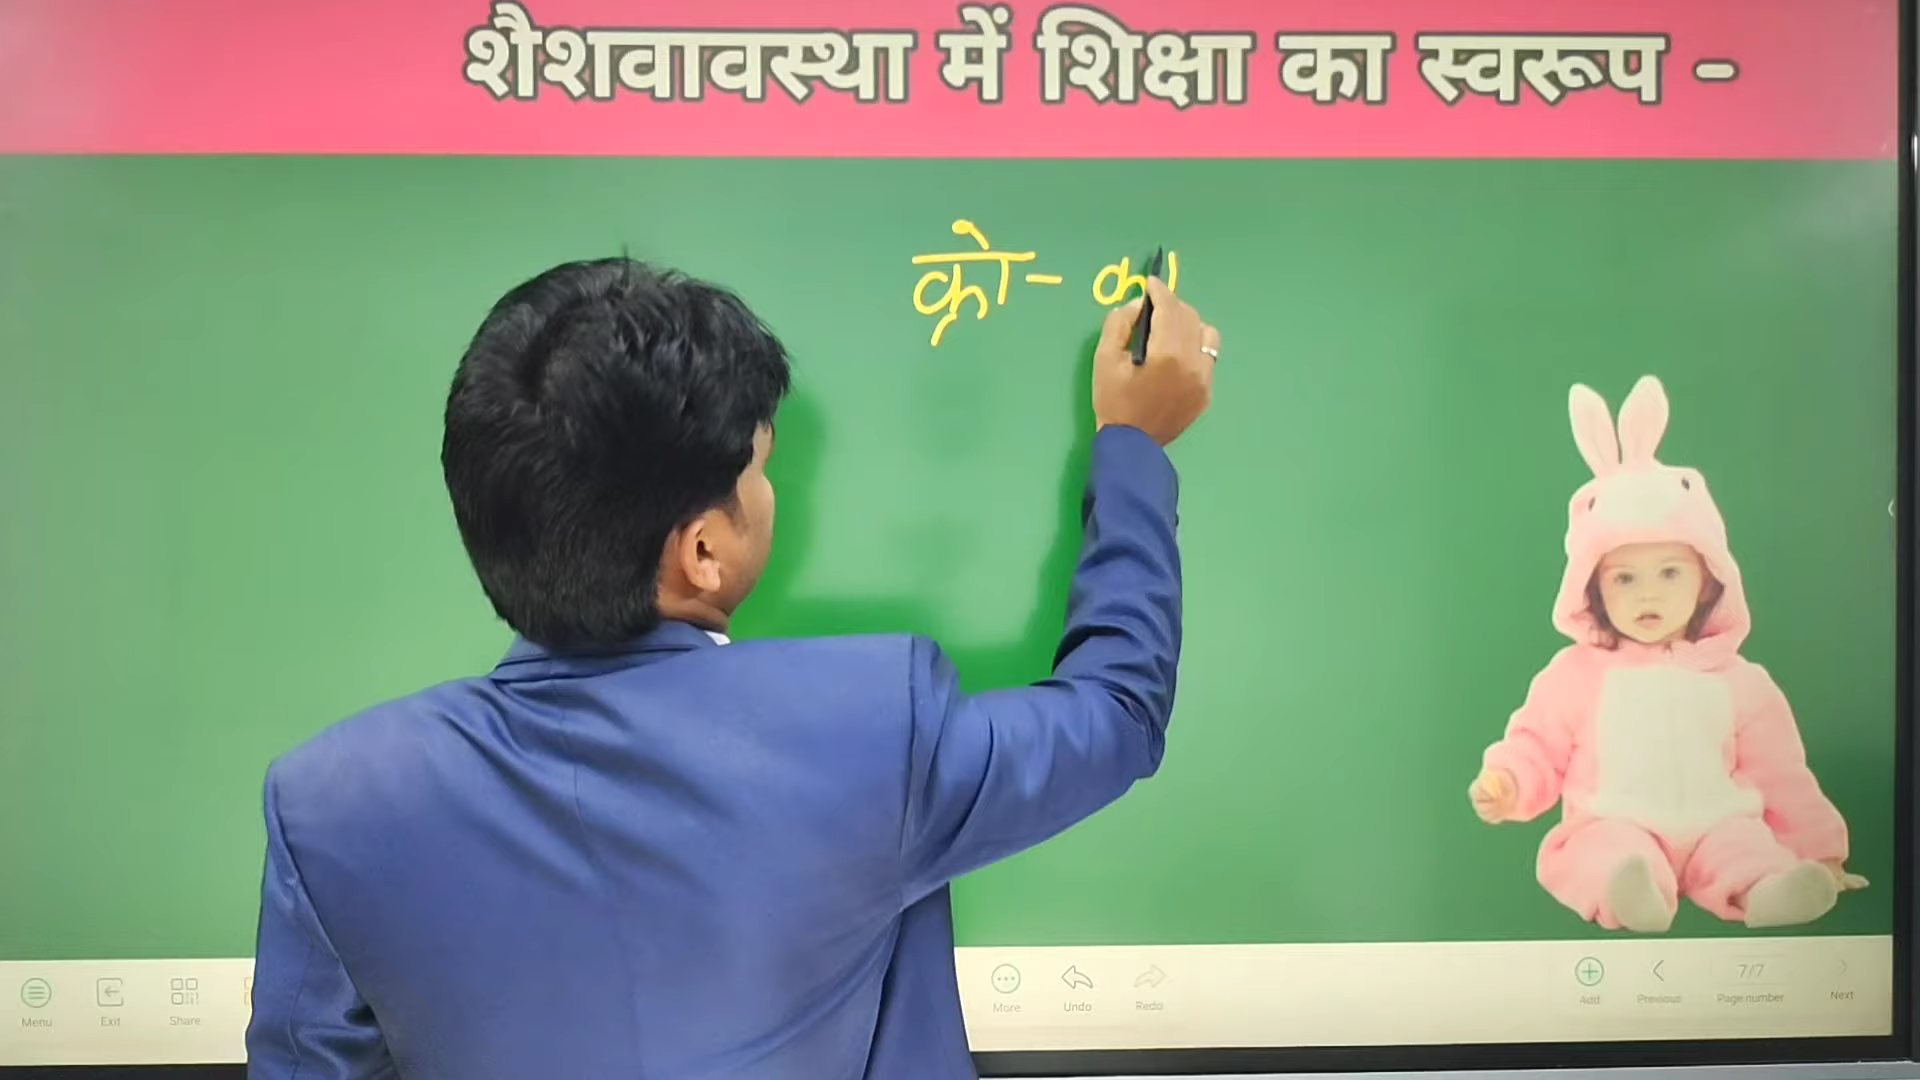 शैशवावस्था में शिक्षा का स्वरूप -
क्रो -
Menu
Exit
Share
More
Undo
Redo
Add
Previous
7/7
Page number
Next